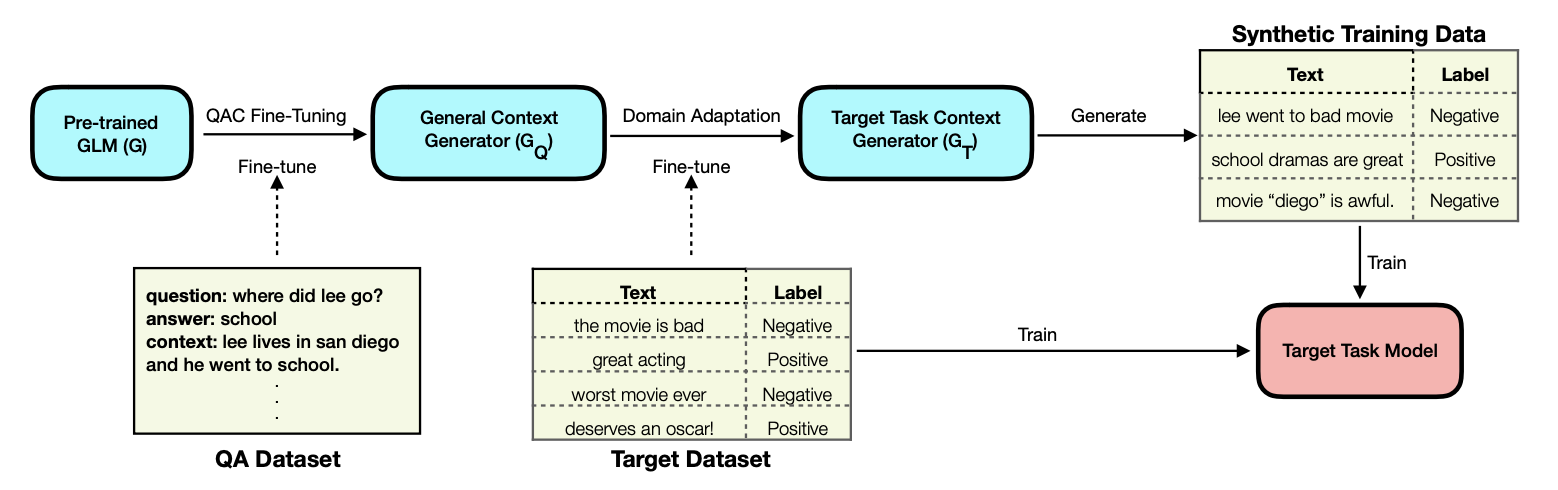 Synthetic Training Data
Text Label
lee went to bad movie Negative
school dramas are great Positive
movie “diego” is awful. Negative
Pre-trained
GLM (G)
QAC Fine-Tuning
Fine-tune
General Context
Generator (GQ)
Domain Adaptation
Fine-tune
Target Task Context
Generator (GT)
Generate
Train
question: where did lee go?
answer: school
context: lee lives in san diego
and he went to school.
.
.
.
QA Dataset
Text Label
the movie is bad Negative
great acting Positive
worst movie ever Negative
deserves an oscar! Positive
Target Dataset
Train
Target Task Model